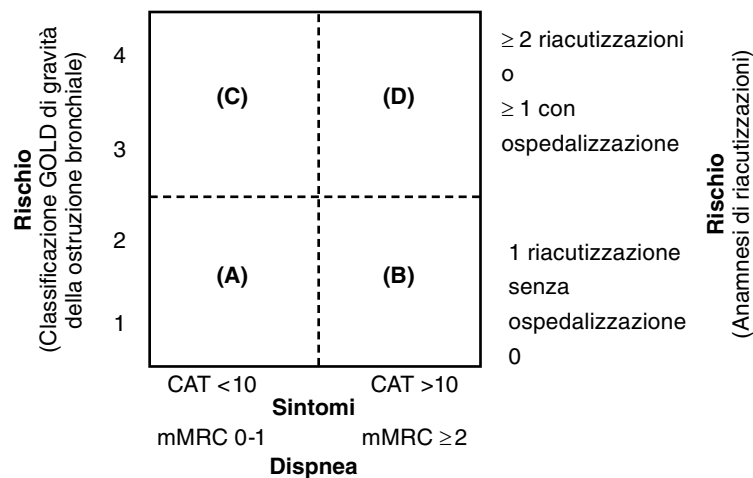 Rischio
(Classificazione GOLD di gravità
della ostruzione bronchiale)
4
3
2
1
(C)
(D)
(A)
(B)
≥ 2 riacutizzazioni
o
≥ 1 con
ospedalizzazione
1 riacutizzazione
senza
ospedalizzazione
0
Rischio
(Anamnesi di riacutizzazioni)
CAT <10
CAT >10
Sintomi
mMRC 0-1
mMRC ≥2
Dispnea